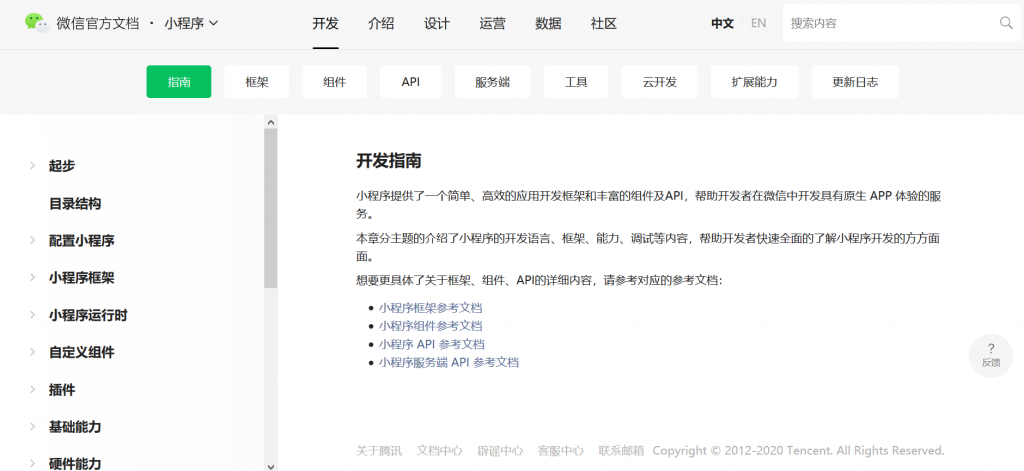 微信官方文档 · 小程序
开发 介绍 设计 运营 数据 社区
中文 EN
搜索内容
指南 框架 组件 API 服务端 工具 云开发 扩展能力 更新日志
起步
目录结构
配置小程序
小程序框架
小程序运行时
自定义组件
插件
基础能力
硬件能力
开发指南
小程序提供了一个简单、高效的应用开发框架和丰富的组件及API，帮助开发者在微信中开发具有原生 APP 体验的服
务。
本章分主题的介绍了小程序的开发语言、框架、能力、调试等内容，帮助开发者快速全面的了解小程序开发的方方面
面。
想要更具体了关于框架、组件、API的详细内容，请参考对应的参考文档：
• 小程序框架参考文档
• 小程序组件参考文档
• 小程序 API 参考文档
• 小程序服务端 API 参考文档
?
反馈
关于腾讯 文档中心 辟谣中心 客服中心 联系邮箱 Copyright © 2012-2020 Tencent. All Rights Reserved.